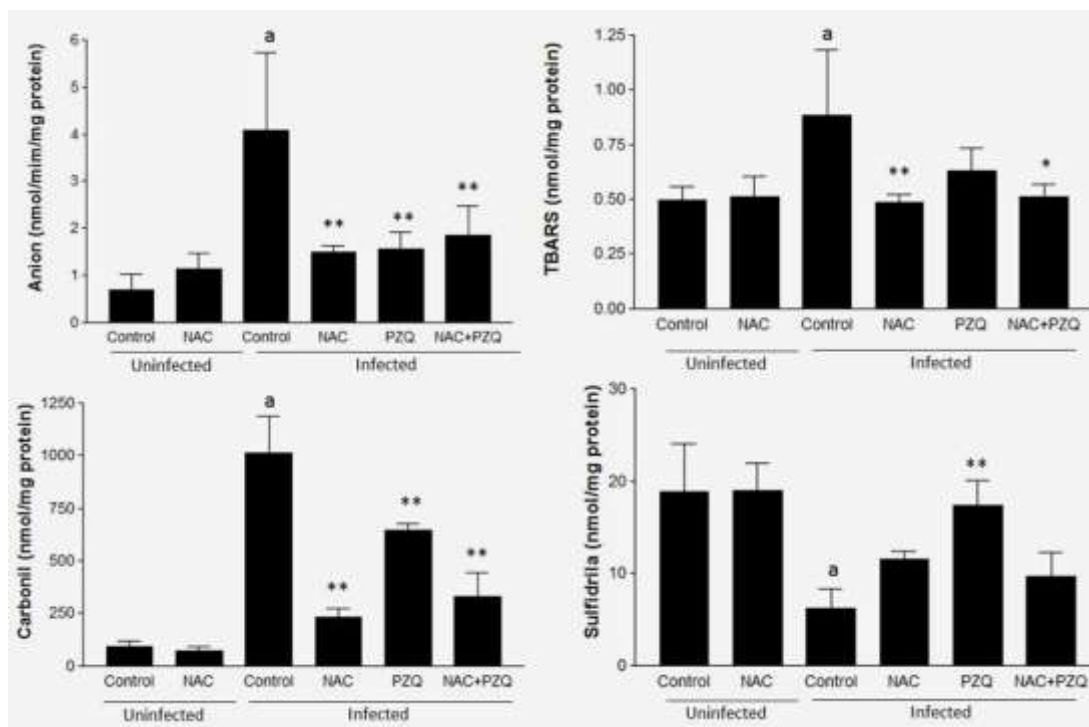 Anion (nmol/mim/mg protein)
6
5
4
3
2
1
0
a
**
**
**
Control NAC Control NAC PZQ NAC+PZQ
Uninfected Infected
TBARS (nmol/mg protein)
1.25
1.00
0.75
0.50
0.25
0.00
a
**
*
Control NAC Control NAC PZQ NAC+PZQ
Uninfected Infected
Carbonil (nmol/mg protein)
1250
1000
750
500
250
0
a
**
**
**
Control NAC Control NAC PZQ NAC+PZQ
Uninfected Infected
Sulfidrila (nmol/mg protein)
30
20
10
0
a
**
Control NAC Control NAC PZQ NAC+PZQ
Uninfected Infected